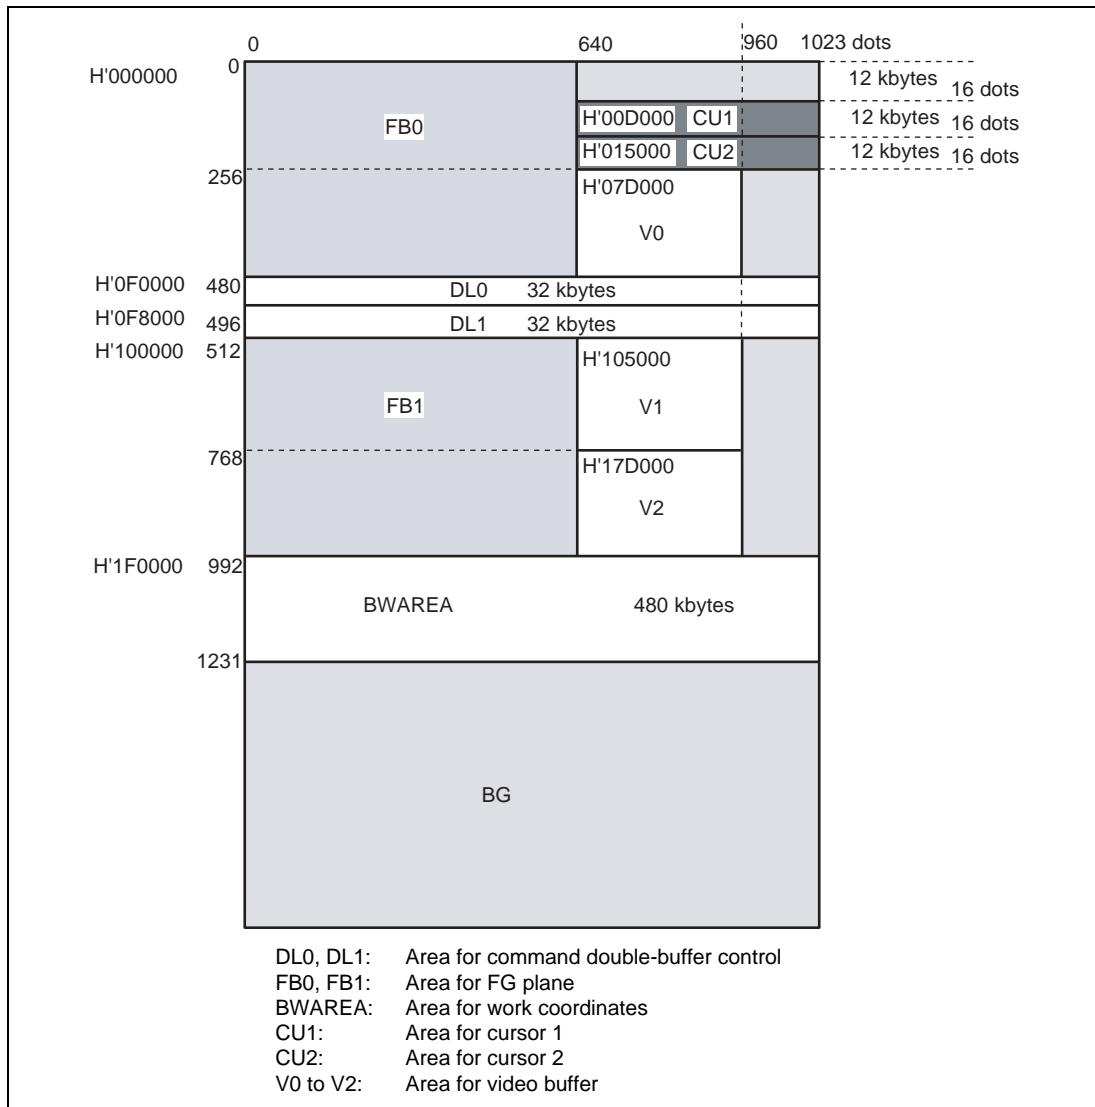 0 640 960 1023 dots
H'000000 0
12 kbytes 16 dots
FB0 H'00D000 CU1 12 kbytes 16 dots
H'015000 CU2 12 kbytes 16 dots
256 H'07D000
V0
H'0F0000 480 DL0 32 kbytes
H'0F8000 496 DL1 32 kbytes
H'100000 512 H'105000
FB1 V1
768 H'17D000
V2
H'1F0000 992
BWAREA 480 kbytes
1231
BG
DL0, DL1: Area for command double-buffer control
FB0, FB1: Area for FG plane
BWAREA: Area for work coordinates
CU1: Area for cursor 1
CU2: Area for cursor 2
V0 to V2: Area for video buffer